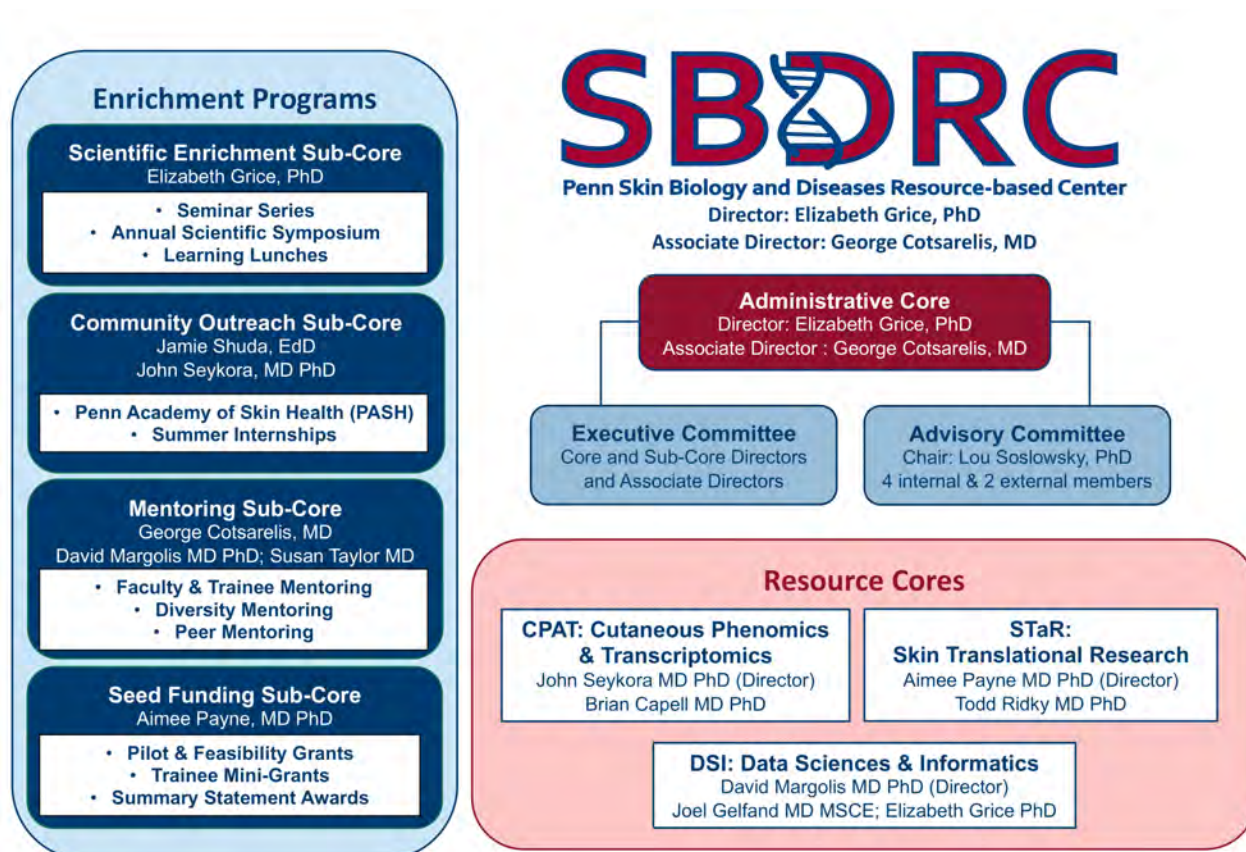 Enrichment Programs
Scientific Enrichment Sub-Core
Elizabeth Grice, PhD
• Seminar Series
• Annual Scientific Symposium
• Learning Lunches
Community Outreach Sub-Core
Jamie Shuda, EdD
John Seykora, MD PhD
• Penn Academy of Skin Health (PASH)
• Summer Internships
Mentoring Sub-Core
George Cotsarelis, MD
David Margolis MD PhD; Susan Taylor MD
• Faculty & Trainee Mentoring
• Diversity Mentoring
• Peer Mentoring
Seed Funding Sub-Core
Aimee Payne, MD PhD
• Pilot & Feasibility Grants
• Trainee Mini-Grants
• Summary Statement Awards
SBDRC
Penn Skin Biology and Diseases Resource-based Center
Director: Elizabeth Grice, PhD
Associate Director: George Cotsarelis, MD
Administrative Core
Director: Elizabeth Grice, PhD
Associate Director : George Cotsarelis, MD
Executive Committee
Core and Sub-Core Directors
and Associate Directors
Advisory Committee
Chair: Lou Soslowsky, PhD
4 internal & 2 external members
Resource Cores
CPAT: Cutaneous Phenomics
& Transcriptomics
John Seykora MD PhD (Director)
Brian Capell MD PhD
STaR:
Skin Translational Research
Aimee Payne MD PhD (Director)
Todd Ridky MD PhD
DSI: Data Sciences & Informatics
David Margolis MD PhD (Director)
Joel Gelfand MD MSCE; Elizabeth Grice PhD